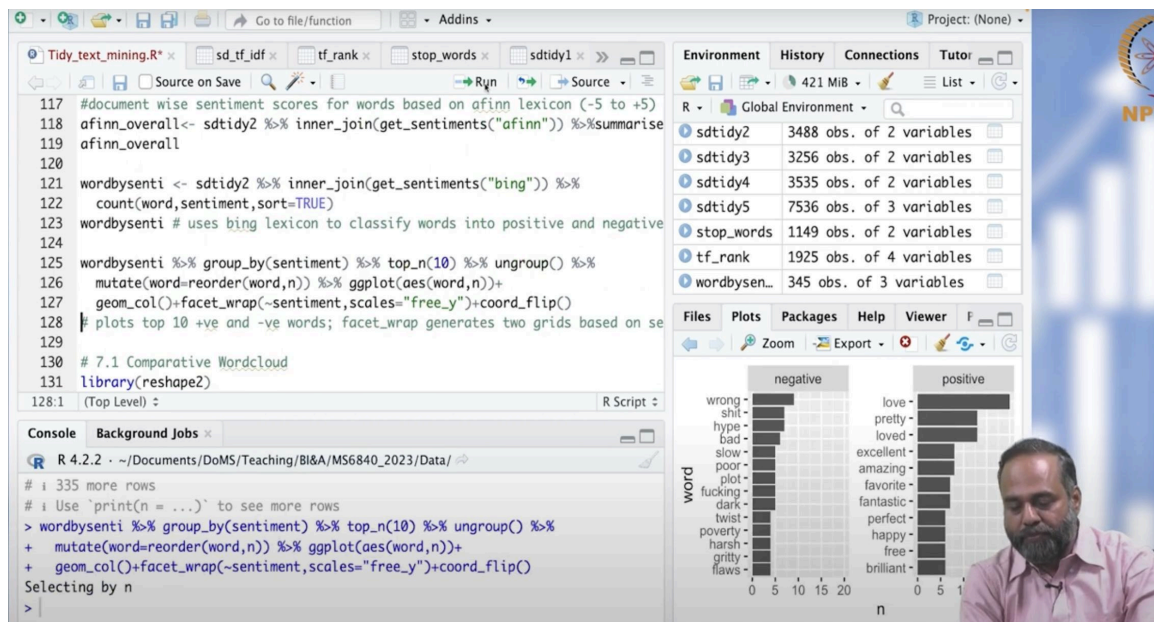 Go to file/function
Addins
Project: (None)
Tidy_text_mining.R*
sd_tf_idf
tf_rank
stop_words
sdtidy1
Source on Save
Run
Source
117 #document wise sentiment scores for words based on afinn lexicon (-5 to +5)
118 afinn_overall<- sdtidy2 %>% inner_join(get_sentiments("afinn")) %>%summarise
119 afinn_overall
120
121 wordbysenti <- sdtidy2 %>% inner_join(get_sentiments("bing")) %>%
122 count(word,sentiment,sort=TRUE)
123 wordbysenti # uses bing lexicon to classify words into positive and negative
124
125 wordbysenti %>% group_by(sentiment) %>% top_n(10) %>% ungroup() %>%
126 mutate(word=reorder(word,n)) %>% ggplot(aes(word,n))+
127 geom_col()+facet_wrap(~sentiment,scales="free_y")+coord_flip()
128 # plots top 10 +ve and -ve words; facet_wrap generates two grids based on se
129
130 # 7.1 Comparative Wordcloud
131 library(reshape2)
128:1 (Top Level)
R Script
Console Background Jobs
R 4.2.2 · ~/Documents/DoMS/Teaching/BI&A/MS6840_2023/Data/
# ℹ 335 more rows
# ℹ Use `print(n = ...)` to see more rows
> wordbysenti %>% group_by(sentiment) %>% top_n(10) %>% ungroup() %>%
+ mutate(word=reorder(word,n)) %>% ggplot(aes(word,n))+
+ geom_col()+facet_wrap(~sentiment,scales="free_y")+coord_flip()
Selecting by n
>
Environment History Connections Tutor
421 MiB
List
R Global Environment
sdtidy2 3488 obs. of 2 variables
sdtidy3 3256 obs. of 2 variables
sdtidy4 3535 obs. of 2 variables
sdtidy5 7536 obs. of 3 variables
stop_words 1149 obs. of 2 variables
tf_rank 1925 obs. of 4 variables
wordbysen... 345 obs. of 3 variables
Files Plots Packages Help Viewer
Zoom Export
negative
wrong
shit
hype
bad
slow
poor
plot
fucking
dark
twist
poverty
harsh
gritty
flaws
0 5 10 15 20
positive
love
pretty
loved
excellent
amazing
favorite
fantastic
perfect
happy
free
brilliant
0 5
word
n
NP